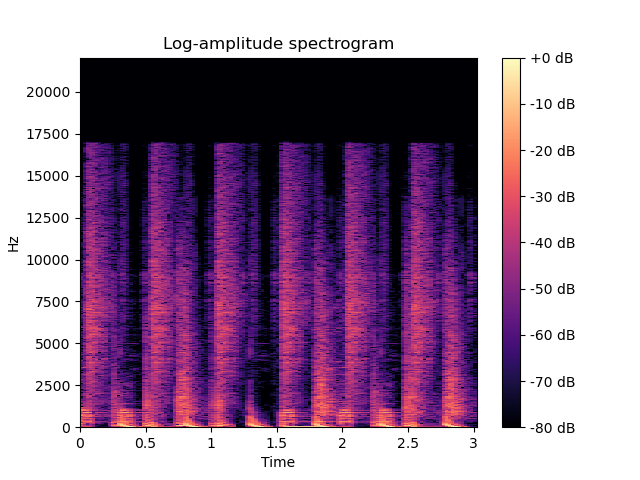 Log-amplitude spectrogram
Hz
20000
17500
15000
12500
10000
7500
5000
2500
0
0 0.5 1 1.5 2 2.5 3
Time
+0 dB
-10 dB
-20 dB
-30 dB
-40 dB
-50 dB
-60 dB
-70 dB
-80 dB